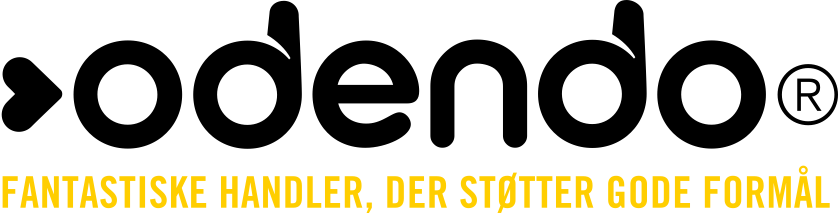 odendo®
FANTASTISKE HANDLER, DER STØTTER GODE FORMÅL